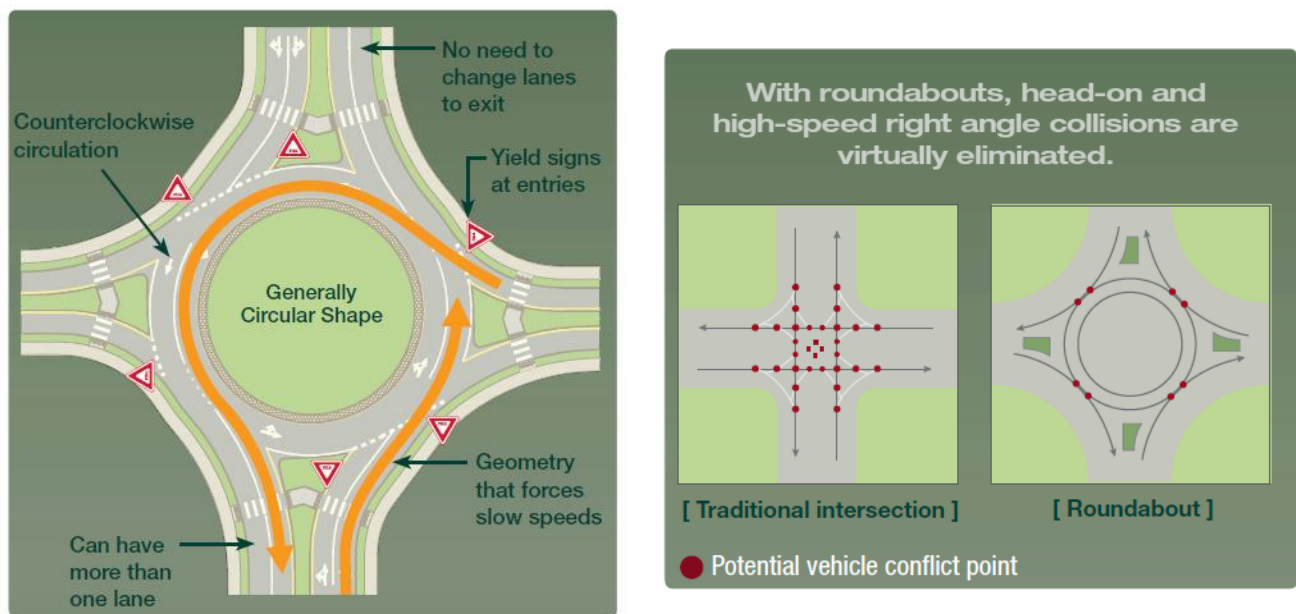 No need to
change lanes
to exit
Counterclockwise
circulation
Yield signs
at entries
Generally
Circular Shape
Geometry
that forces
slow speeds
Can have
more than
one lane
With roundabouts, head-on and
high-speed right angle collisions are
virtually eliminated.
[ Traditional intersection ]
[ Roundabout ]
Potential vehicle conflict point